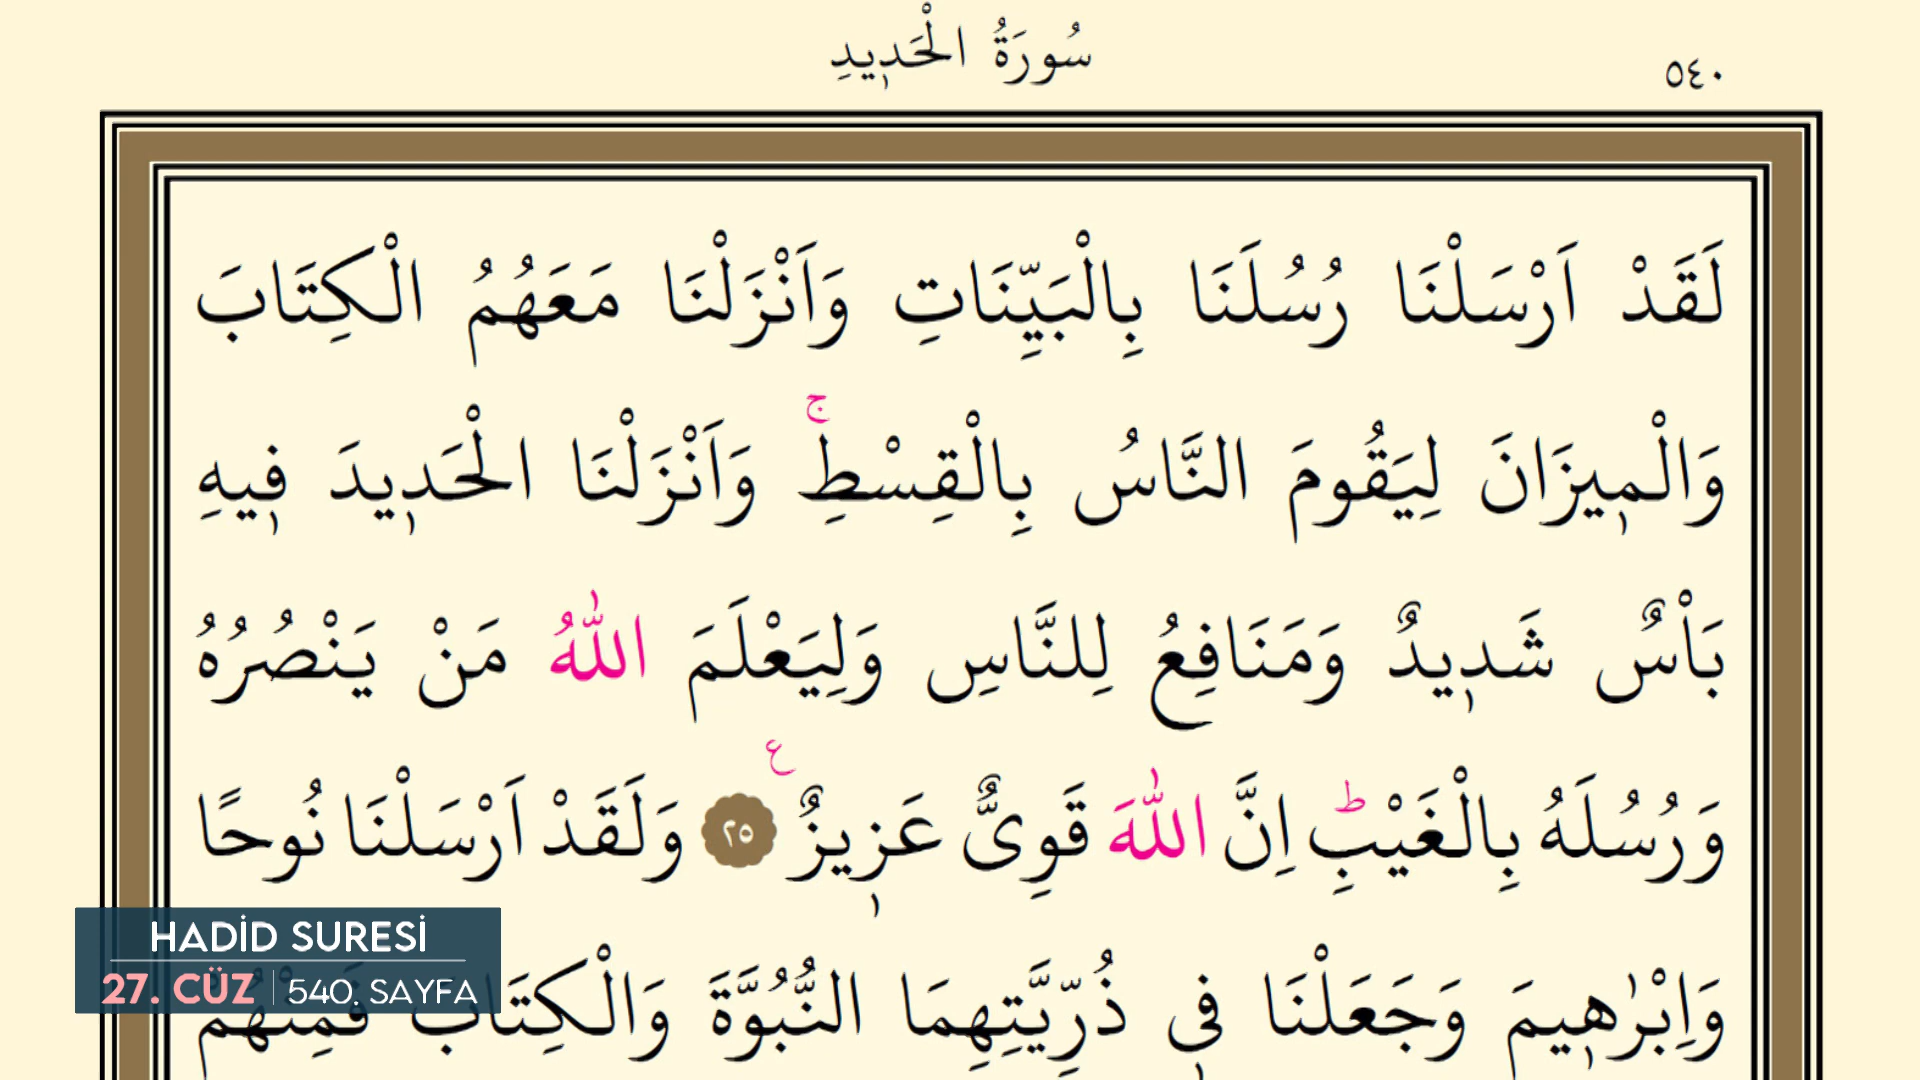 سُورَةُ الْحَدٖيدِ
٥٤٠
لَقَدْ اَرْسَلْنَا رُسُلَنَا بِالْبَيِّنَاتِ وَاَنْزَلْنَا مَعَهُمُ الْكِتَابَ
وَالْمٖيزَانَ لِيَقُومَ النَّاسُ بِالْقِسْطِۚ وَاَنْزَلْنَا الْحَدٖيدَ فٖيهِ
بَأْسٌ شَدٖيدٌ وَمَنَافِعُ لِلنَّاسِ وَلِيَعْلَمَ اللّٰهُ مَنْ يَنْصُرُهُ
وَرُسُلَهُ بِالْغَيْبِؕ اِنَّ اللّٰهَ قَوِىٌّ عَزٖيزٌ ع ٢٥ وَلَقَدْ اَرْسَلْنَا نُوحًا
وَاِبْرٰهٖيمَ وَجَعَلْنَا فٖى ذُرِّيَّتِهِمَا النُّبُوَّةَ وَالْكِتَابَ فَمِنْهُمْ
HADİD SURESİ
27. CÜZ | 540. SAYFA